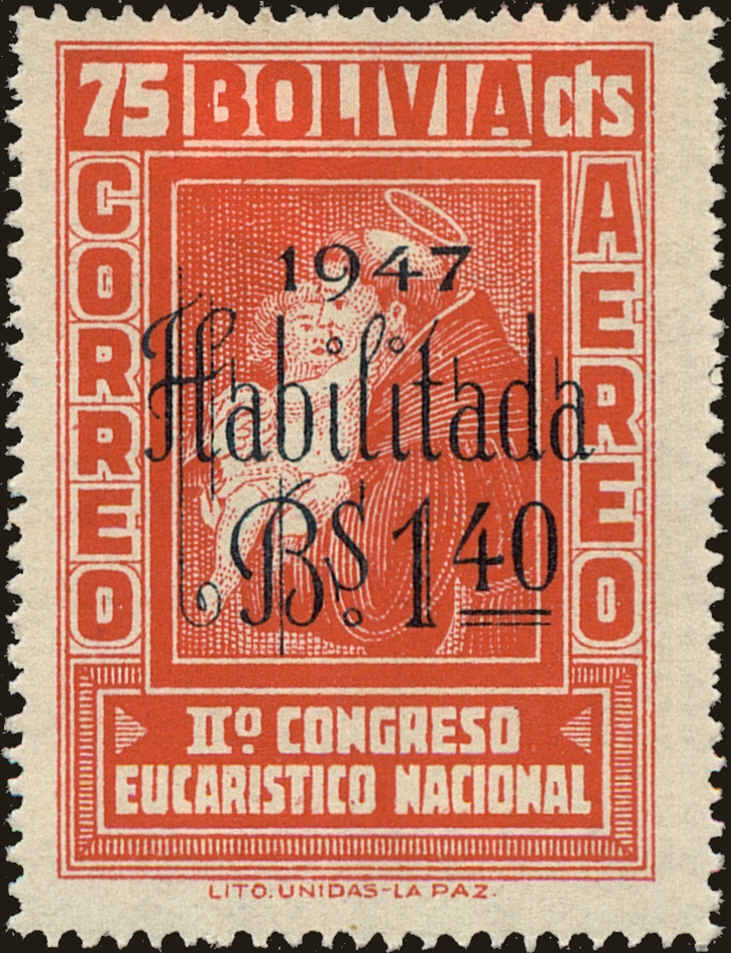 75 BOLIVIA cts
CORREO
AEREO
1947
Habilitada
Bs. 1 40
IIº CONGRESO
EUCARISTICO NACIONAL
LITO. UNIDAS-LA PAZ.